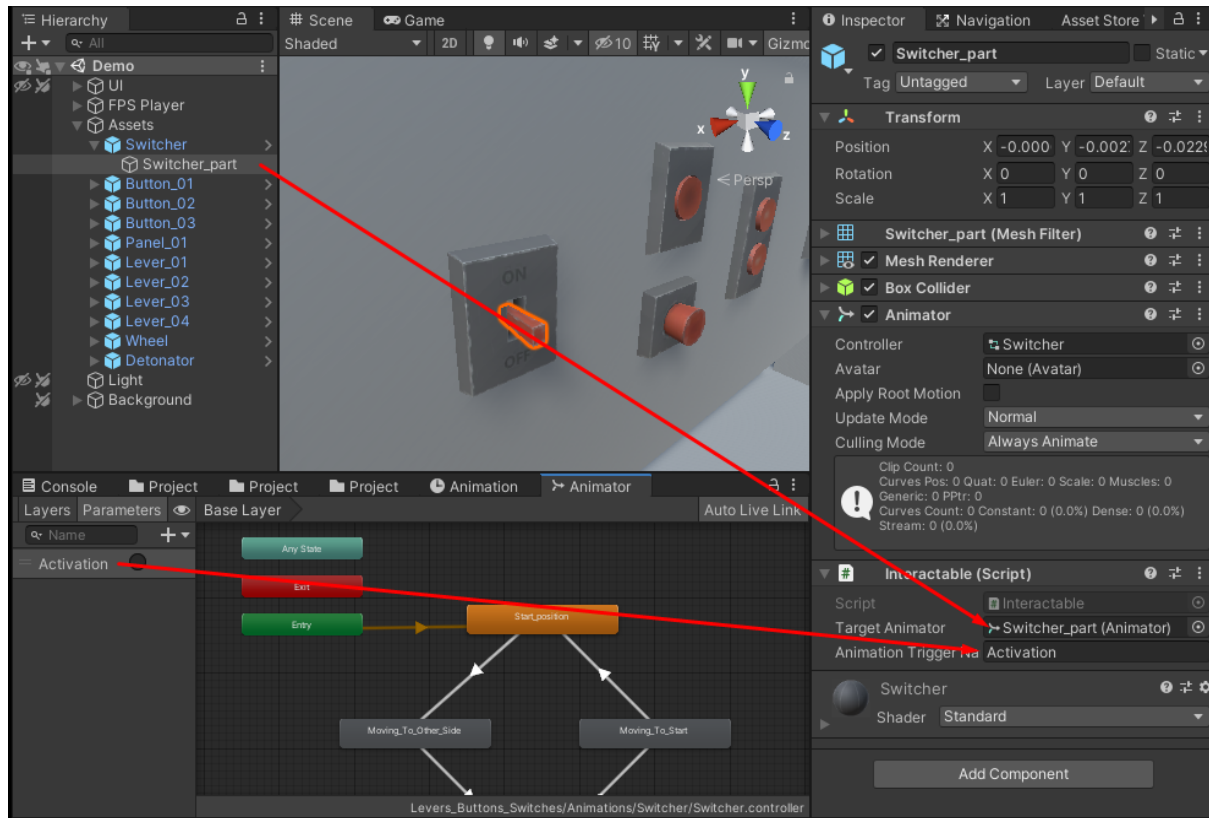 Hierarchy
All
Demo
UI
FPS Player
Assets
Switcher
Switcher_part
Button_01
Button_02
Button_03
Panel_01
Lever_01
Lever_02
Lever_03
Lever_04
Wheel
Detonator
Light
Background
Scene Game
Shaded 2D 10 Gizmo
y
x
z
Persp
ON
OFF
Console Project Project Project Animation Animator
Layers Parameters Base Layer Auto Live Link
Name
Activation
Any State
Exit
Entry
Start_position
Moving_To_Other_Side
Moving_To_Start
Levers_Buttons_Switches/Animations/Switcher/Switcher.controller
Inspector Navigation Asset Store
Switcher_part Static
Tag Untagged Layer Default
Transform
Position X -0.000 Y -0.002 Z -0.0229
Rotation X 0 Y 0 Z 0
Scale X 1 Y 1 Z 1
Switcher_part (Mesh Filter)
Mesh Renderer
Box Collider
Animator
Controller Switcher
Avatar None (Avatar)
Apply Root Motion
Update Mode Normal
Culling Mode Always Animate
Clip Count: 0
Curves Pos: 0 Quat: 0 Euler: 0 Scale: 0 Muscles: 0
Generic: 0 PPtr: 0
Curves Count: 0 Constant: 0 (0.0%) Dense: 0 (0.0%)
Stream: 0 (0.0%)
Interactable (Script)
Script Interactable
Target Animator Switcher_part (Animator)
Animation Trigger Na Activation
Switcher
Shader Standard
Add Component